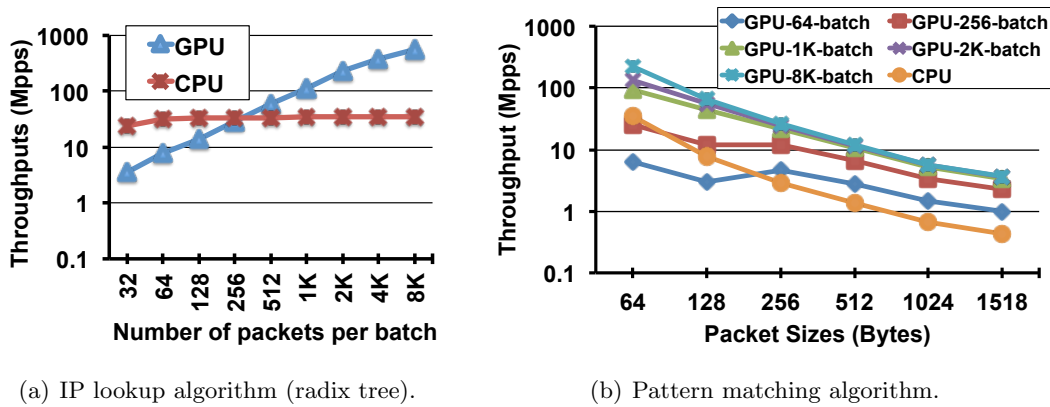 GPU
CPU
Throughputs (Mpps)
1000
100
10
1
0.1
32
64
128
256
512
1K
2K
4K
8K
Number of packets per batch
(a) IP lookup algorithm (radix tree).
GPU-64-batch
GPU-256-batch
GPU-1K-batch
GPU-2K-batch
GPU-8K-batch
CPU
Throughput (Mpps)
1000
100
10
1
0.1
64
128
256
512
1024
1518
Packet Sizes (Bytes)
(b) Pattern matching algorithm.